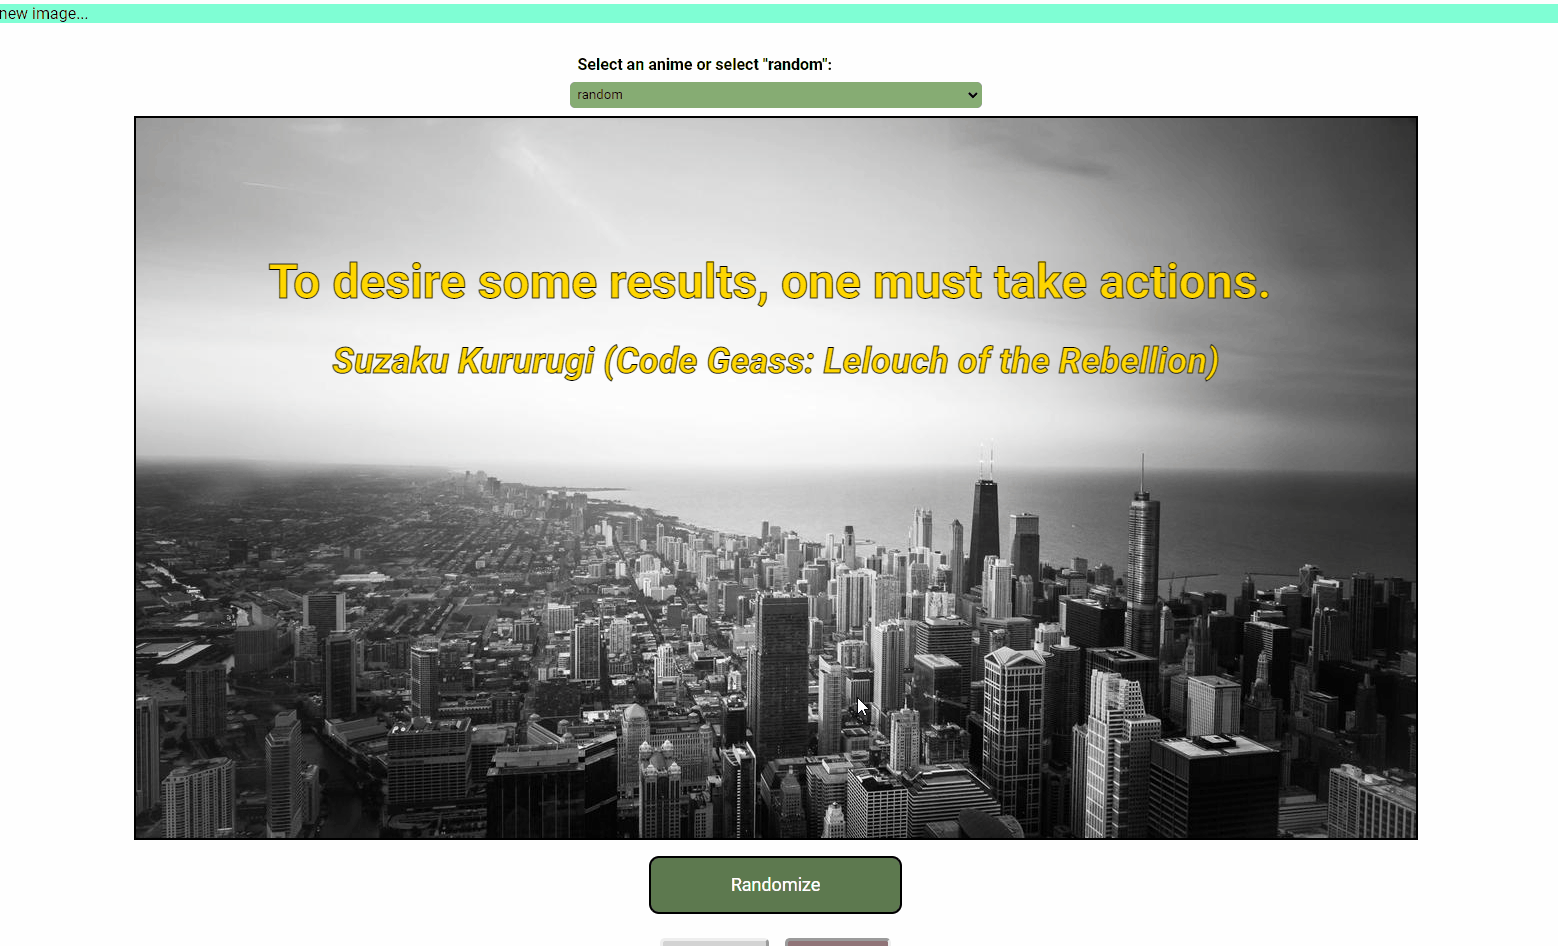 new image...
Select an anime or select "random":
random
To desire some results, one must take actions.
Suzaku Kururugi (Code Geass: Lelouch of the Rebellion)
Randomize